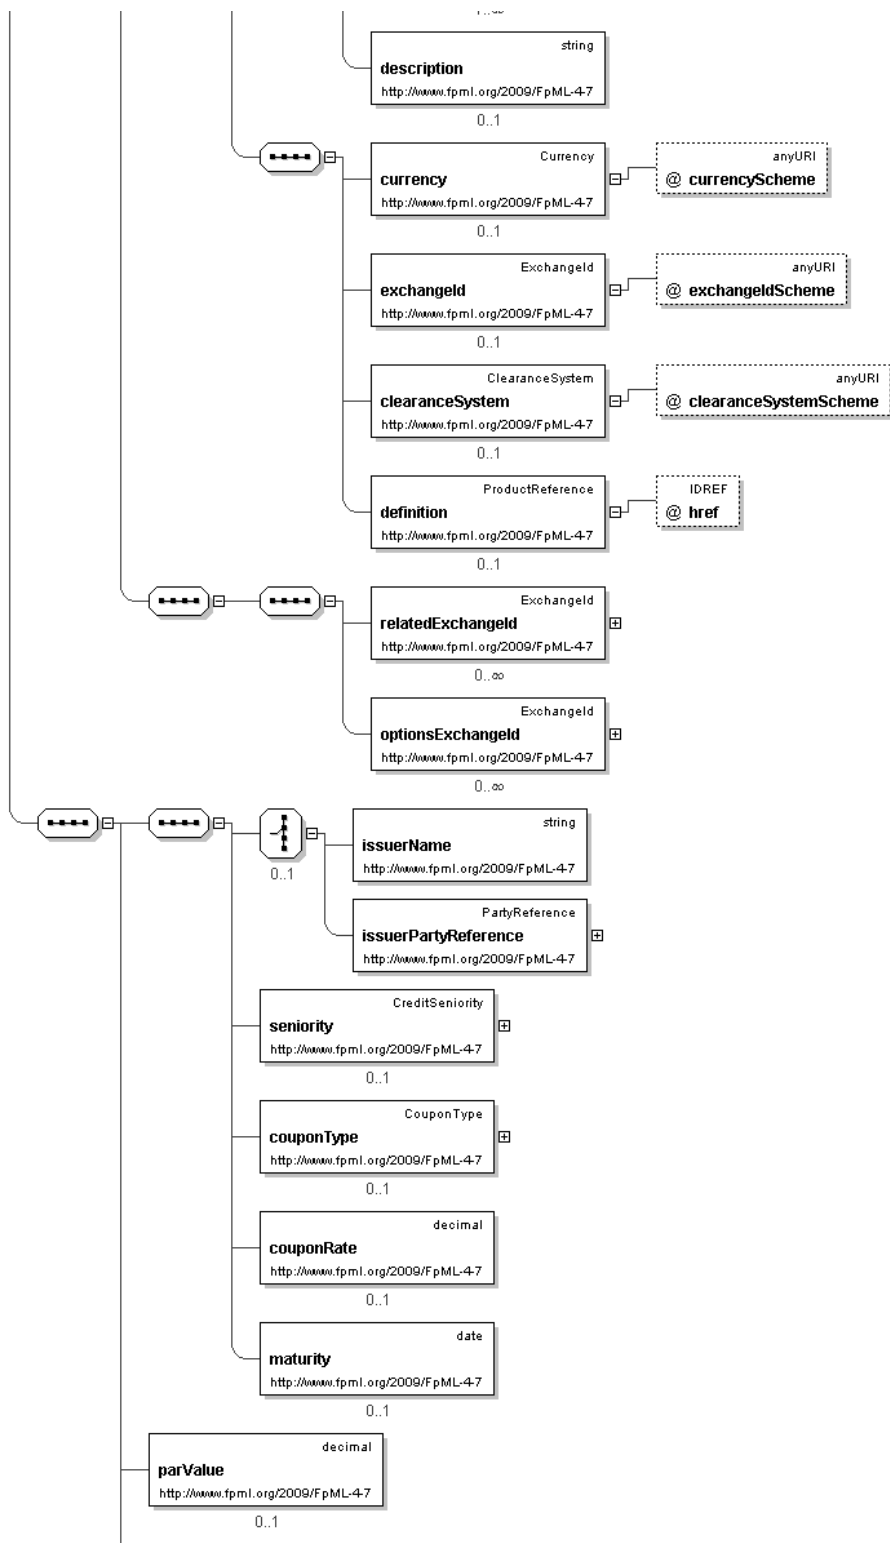 0..∞
string
description
http://www.fpml.org/2009/FpML-4-7
0..1
Currency
currency
http://www.fpml.org/2009/FpML-4-7
0..1
anyURI
@ currencyScheme
ExchangeId
exchangeId
http://www.fpml.org/2009/FpML-4-7
0..1
anyURI
@ exchangeIdScheme
ClearanceSystem
clearanceSystem
http://www.fpml.org/2009/FpML-4-7
0..1
anyURI
@ clearanceSystemScheme
ProductReference
definition
http://www.fpml.org/2009/FpML-4-7
0..1
IDREF
@ href
ExchangeId
relatedExchangeId
http://www.fpml.org/2009/FpML-4-7
0..∞
ExchangeId
optionsExchangeId
http://www.fpml.org/2009/FpML-4-7
0..∞
0..1
string
issuerName
http://www.fpml.org/2009/FpML-4-7
PartyReference
issuerPartyReference
http://www.fpml.org/2009/FpML-4-7
CreditSeniority
seniority
http://www.fpml.org/2009/FpML-4-7
0..1
CouponType
couponType
http://www.fpml.org/2009/FpML-4-7
0..1
decimal
couponRate
http://www.fpml.org/2009/FpML-4-7
0..1
date
maturity
http://www.fpml.org/2009/FpML-4-7
0..1
decimal
parValue
http://www.fpml.org/2009/FpML-4-7
0..1